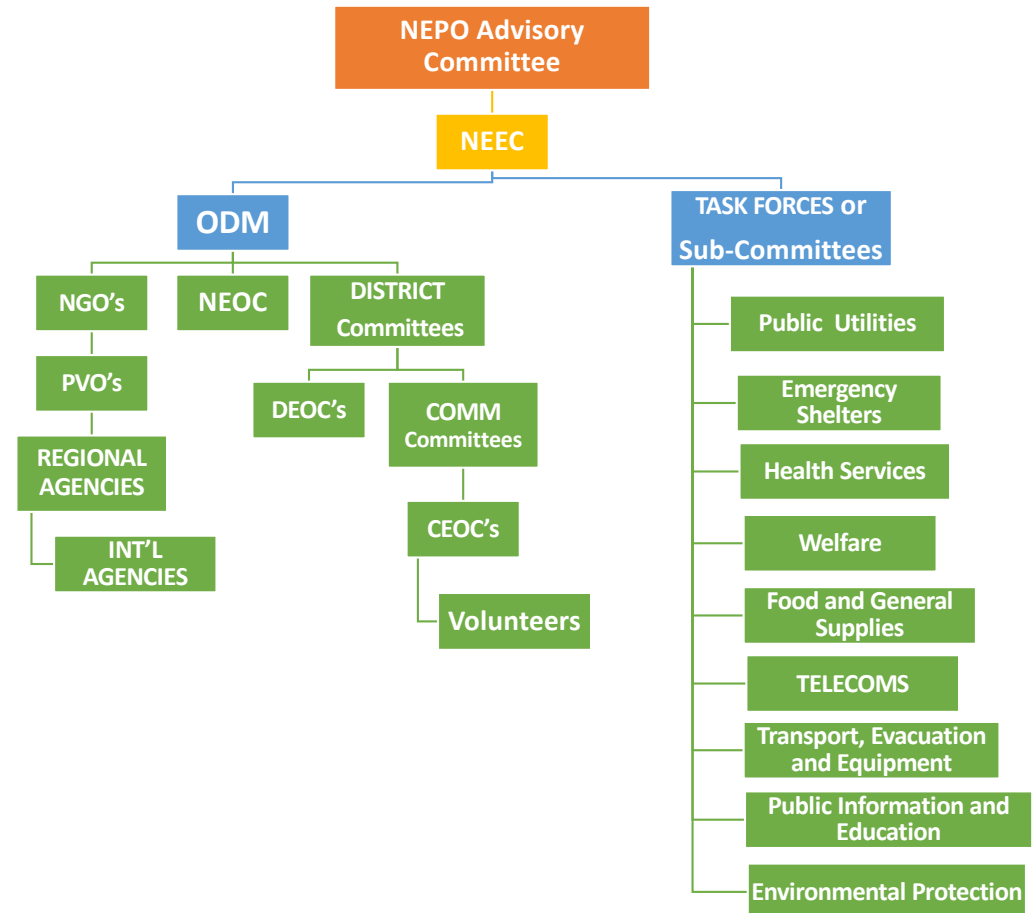 NEPO Advisory
Committee
NEEC
ODM
TASK FORCES or
Sub-Committees
NGO’s
NEOC
DISTRICT
Committees
PVO’s
DEOC’s
COMM
Committees
REGIONAL
AGENCIES
CEOC’s
INT’L
AGENCIES
Volunteers
Public Utilities
Emergency
Shelters
Health Services
Welfare
Food and General
Supplies
TELECOMS
Transport, Evacuation
and Equipment
Public Information and
Education
Environmental Protection